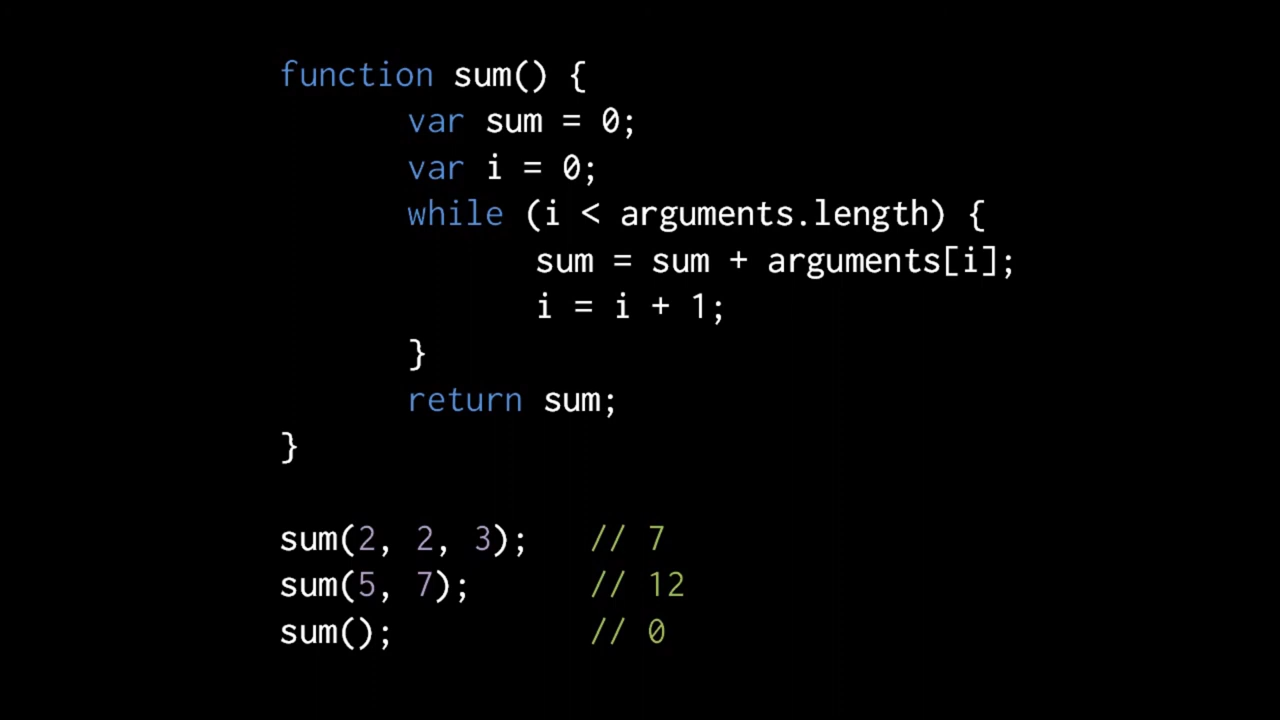 function sum() {
var sum = 0;
var i = 0;
while (i < arguments.length) {
sum = sum + arguments[i];
i = i + 1;
}
return sum;
}
sum(2, 2, 3); // 7
sum(5, 7); // 12
sum(); // 0